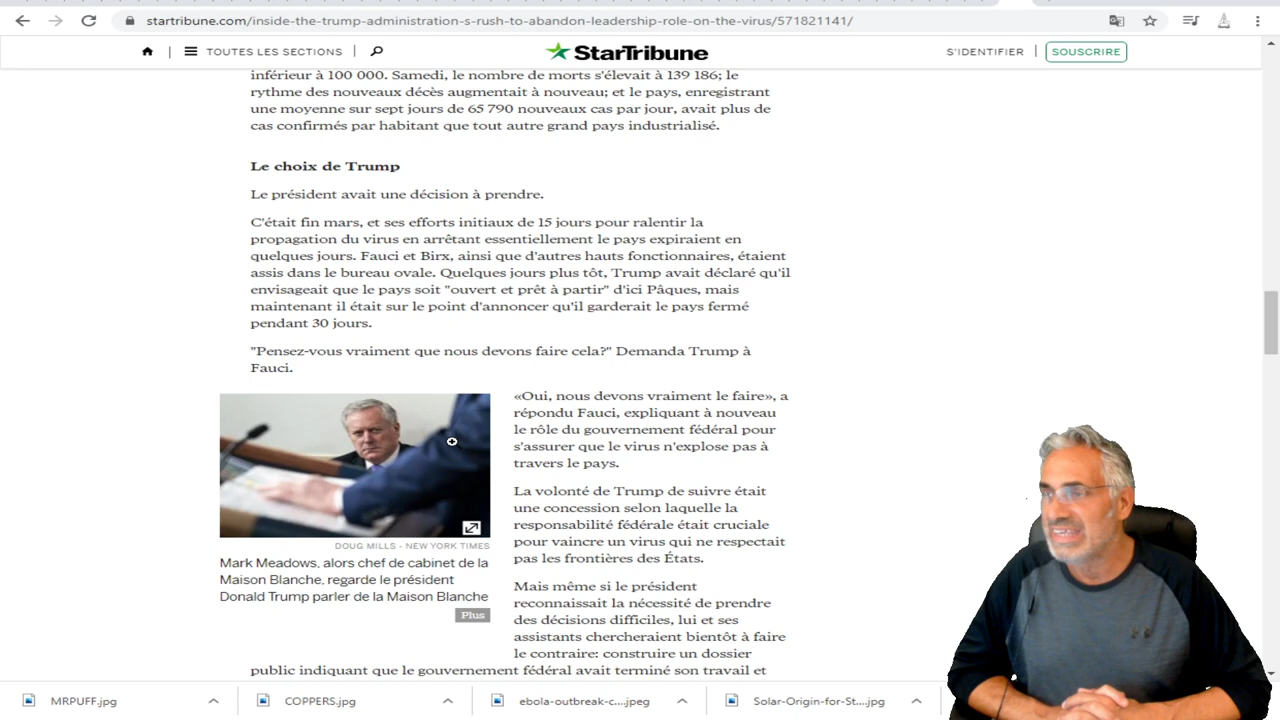 startribune.com/inside-the-trump-administration-s-rush-to-abandon-leadership-role-on-the-virus/571821141/
TOUTES LES SECTIONS
StarTribune
S'IDENTIFIER
SOUSCRIRE
inférieur à 100 000. Samedi, le nombre de morts s'élevait à 139 186; le
rythme des nouveaux décès augmentait à nouveau; et le pays, enregistrant
une moyenne sur sept jours de 65 790 nouveaux cas par jour, avait plus de
cas confirmés par habitant que tout autre grand pays industrialisé.
Le choix de Trump
Le président avait une décision à prendre.
C'était fin mars, et ses efforts initiaux de 15 jours pour ralentir la
propagation du virus en arrêtant essentiellement le pays expiraient en
quelques jours. Fauci et Birx, ainsi que d'autres hauts fonctionnaires, étaient
assis dans le bureau ovale. Quelques jours plus tôt, Trump avait déclaré qu'il
envisageait que le pays soit "ouvert et prêt à partir" d'ici Pâques, mais
maintenant il était sur le point d'annoncer qu'il garderait le pays fermé
pendant 30 jours.
"Pensez-vous vraiment que nous devons faire cela?" Demanda Trump à
Fauci.
«Oui, nous devons vraiment le faire», a
répondu Fauci, expliquant à nouveau
le rôle du gouvernement fédéral pour
s'assurer que le virus n'explose pas à
travers le pays.
La volonté de Trump de suivre était
une concession selon laquelle la
responsabilité fédérale était cruciale
pour vaincre un virus qui ne respectait
pas les frontières des États.
Mais même si le président
reconnaissait la nécessité de prendre
des décisions difficiles, lui et ses
assistants chercheraient bientôt à faire
le contraire: construire un dossier
public indiquant que le gouvernement fédéral avait terminé son travail et
DOUG MILLS - NEW YORK TIMES
Mark Meadows, alors chef de cabinet de la
Maison Blanche, regarde le président
Donald Trump parler de la Maison Blanche
Plus
MRPUFF.jpg
COPPERS.jpg
ebola-outbreak-c....jpeg
Solar-Origin-for-St....jpg